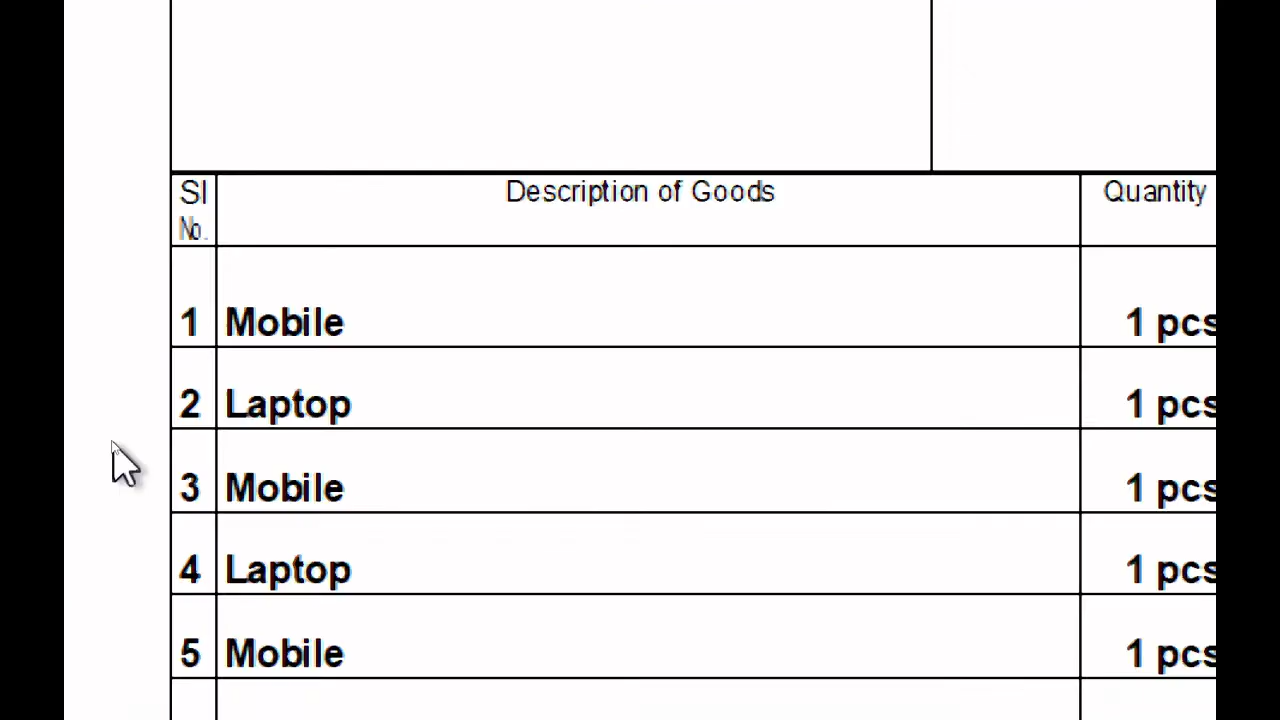 Sl No. Description of Goods Quantity
1 Mobile 1 pcs
2 Laptop 1 pcs
3 Mobile 1 pcs
4 Laptop 1 pcs
5 Mobile 1 pcs